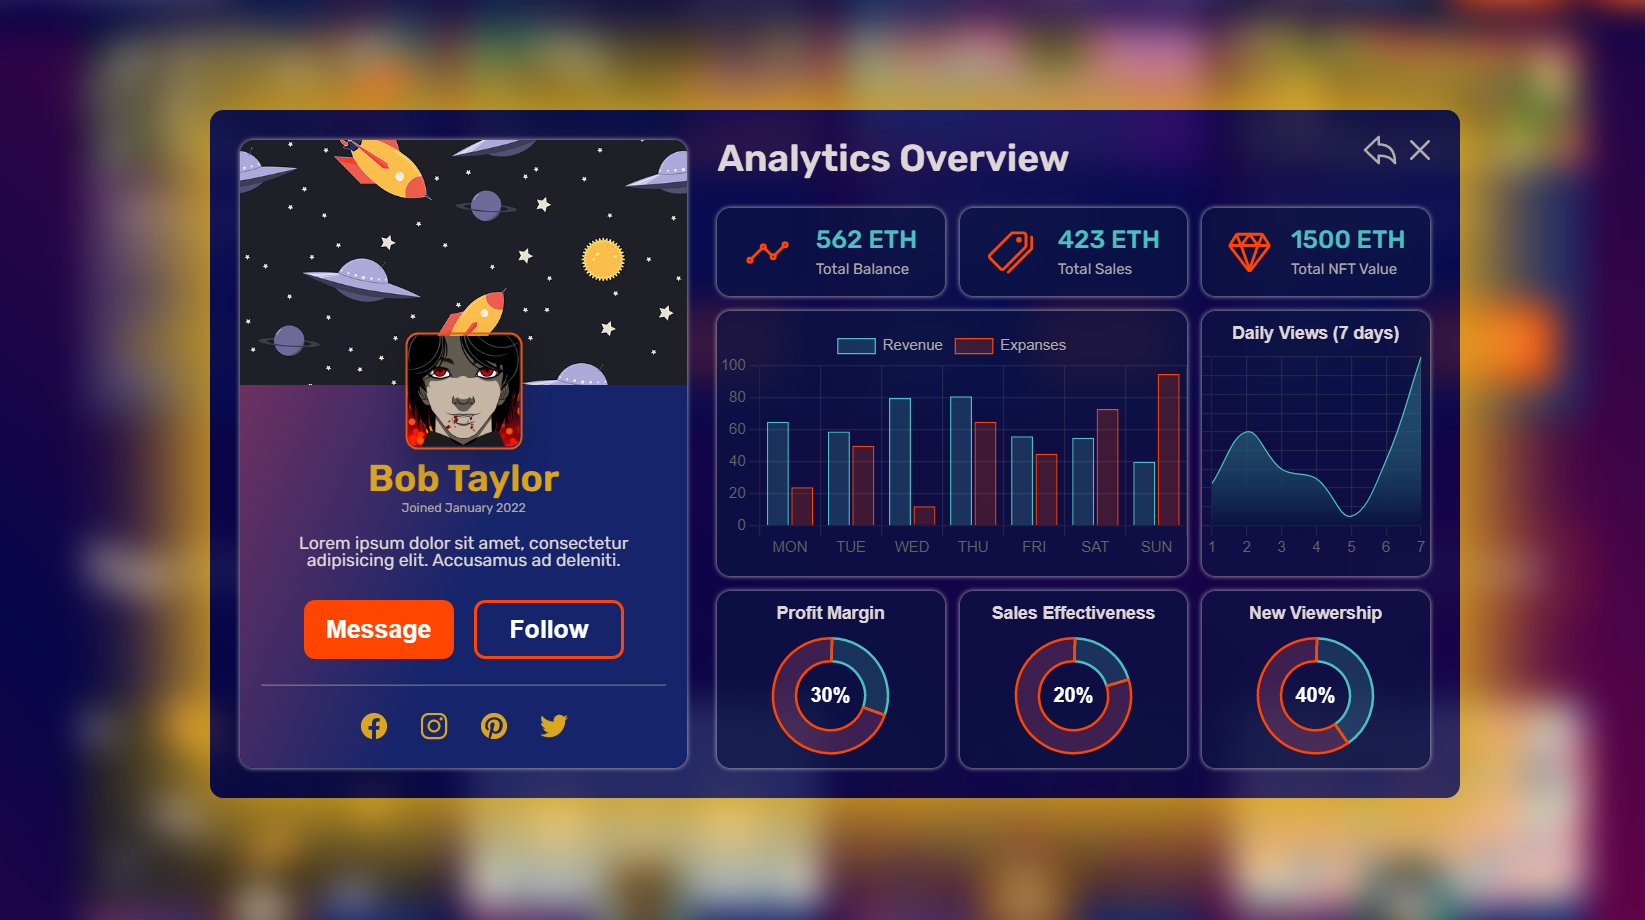 Analytics Overview
562 ETH
Total Balance
423 ETH
Total Sales
1500 ETH
Total NFT Value
Bob Taylor
Joined January 2022
Lorem ipsum dolor sit amet, consectetur
adipisicing elit. Accusamus ad deleniti.
Message
Follow
Revenue
Expanses
100
80
60
40
20
0
MON TUE WED THU FRI SAT SUN
Daily Views (7 days)
1 2 3 4 5 6 7
Profit Margin
30%
Sales Effectiveness
20%
New Viewership
40%